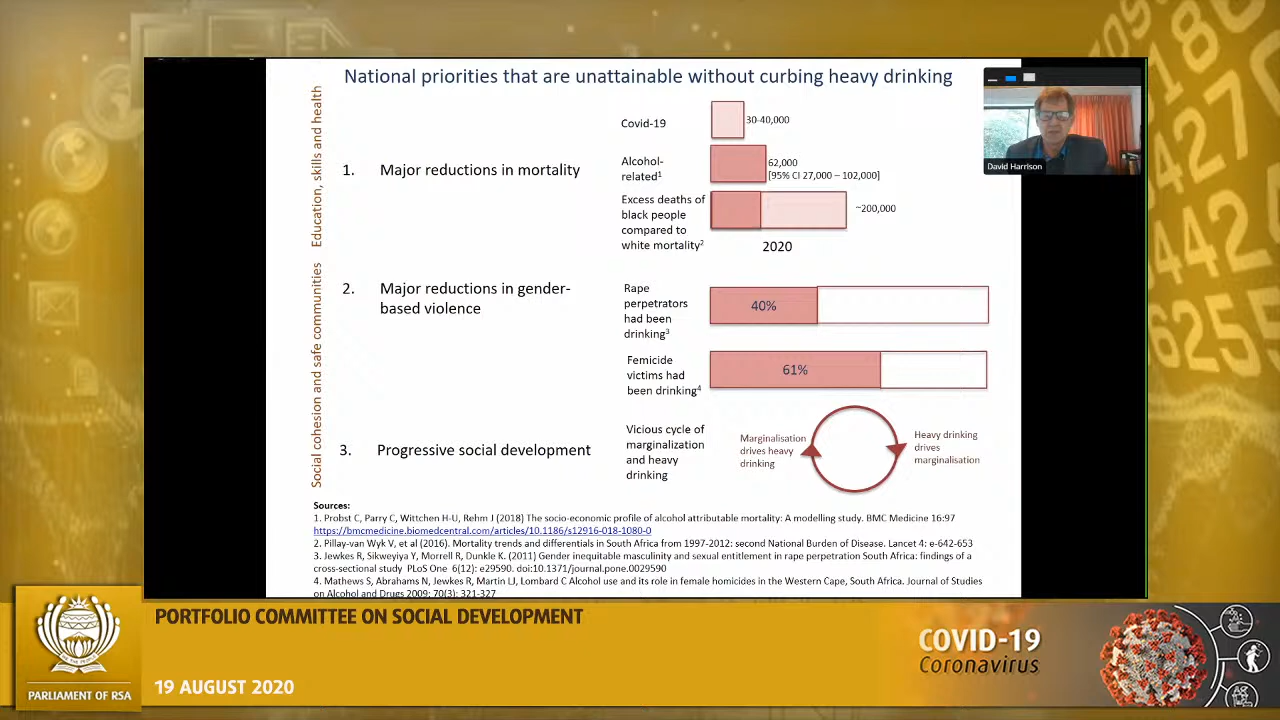 National priorities that are unattainable without curbing heavy drinking
Education, skills and health
Social cohesion and safe communities
1. Major reductions in mortality
Covid-19
30-40,000
Alcohol-
related1
62,000
[95% CI 27,000 – 102,000]
Excess deaths of
black people
compared to
white mortality2
~200,000
2020
2. Major reductions in gender-
based violence
Rape
perpetrators
had been
drinking3
40%
Femicide
victims had
been drinking4
61%
3. Progressive social development
Vicious cycle of
marginalization
and heavy
drinking
Marginalisation
drives heavy
drinking
Heavy drinking
drives
marginalisation
Sources:
1. Probst C, Parry C, Wittchen H-U, Rehm J (2018) The socio-economic profile of alcohol attributable mortality: A modelling study. BMC Medicine 16:97
https://bmcmedicine.biomedcentral.com/articles/10.1186/s12916-018-1080-0
2. Pillay-van Wyk V, et al (2016). Mortality trends and differentials in South Africa from 1997-2012: second National Burden of Disease. Lancet 4: e-642-653
3. Jewkes R, Sikweyiya Y, Morrell R, Dunkle K. (2011) Gender inequitable masculinity and sexual entitlement in rape perpetration South Africa: findings of a
cross-sectional study PLoS One 6(12): e29590. doi:10.1371/journal.pone.0029590
4. Mathews S, Abrahams N, Jewkes R, Martin LJ, Lombard C Alcohol use and its role in female homicides in the Western Cape, South Africa. Journal of Studies
on Alcohol and Drugs 2009; 70(3): 321-327
David Harrison
PORTFOLIO COMMITTEE ON SOCIAL DEVELOPMENT
19 AUGUST 2020
PARLIAMENT OF RSA
COVID-19
Coronavirus